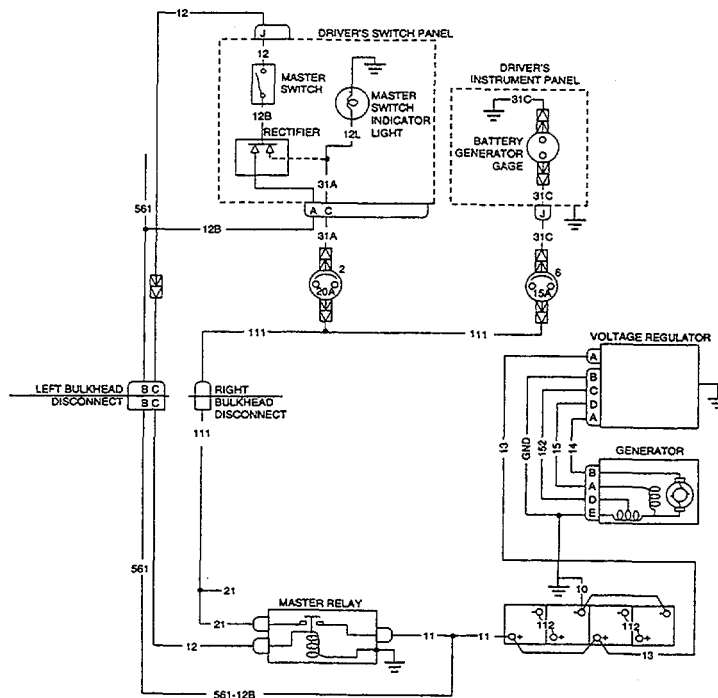 12
DRIVER'S SWITCH PANEL
J
12
MASTER
SWITCH
MASTER
SWITCH
INDICATOR
LIGHT
12B
RECTIFIER
12L
31A
A C
DRIVER'S
INSTRUMENT PANEL
31C
BATTERY
GENERATOR
GAGE
31C
J
561
12B
31A
31C
2
20A
6
15A
111
111
VOLTAGE REGULATOR
A
B
C
D
A
LEFT BULKHEAD
DISCONNECT
B C
B C
RIGHT
BULKHEAD
DISCONNECT
111
13
GND
152
15
14
GENERATOR
B
A
D
E
561
21
MASTER RELAY
21
12
11
11
10
112
112
- - - -
+ + + +
13
561-12B